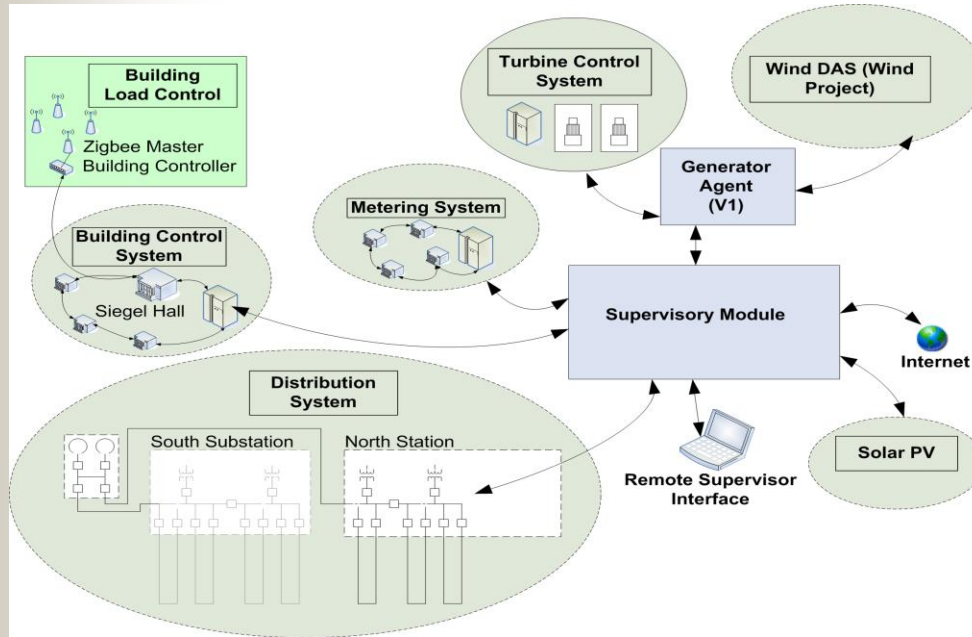 Building
Load Control
Zigbee Master
Building Controller
Turbine Control
System
Wind DAS (Wind
Project)
Generator
Agent
(V1)
Metering System
Building Control
System
Siegel Hall
Supervisory Module
Internet
Distribution
System
South Substation
North Station
Remote Supervisor
Interface
Solar PV